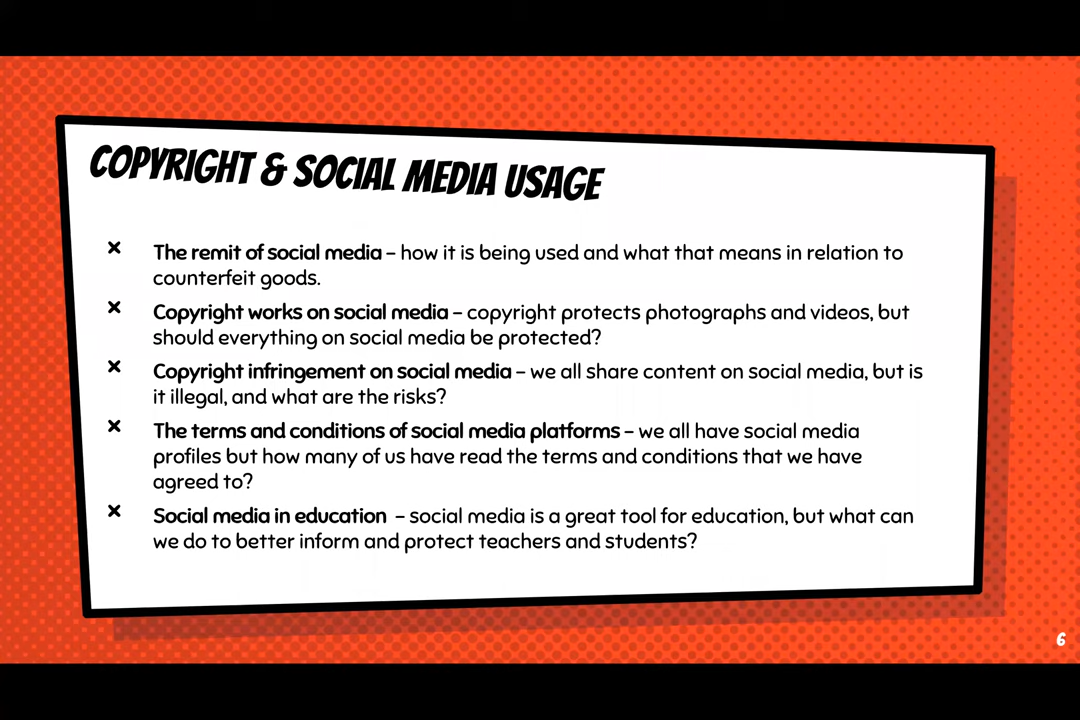 COPYRIGHT & SOCIAL MEDIA USAGE
× The remit of social media – how it is being used and what that means in relation to
counterfeit goods.
× Copyright works on social media – copyright protects photographs and videos, but
should everything on social media be protected?
× Copyright infringement on social media – we all share content on social media, but is
it illegal, and what are the risks?
× The terms and conditions of social media platforms – we all have social media
profiles but how many of us have read the terms and conditions that we have
agreed to?
× Social media in education – social media is a great tool for education, but what can
we do to better inform and protect teachers and students?
6